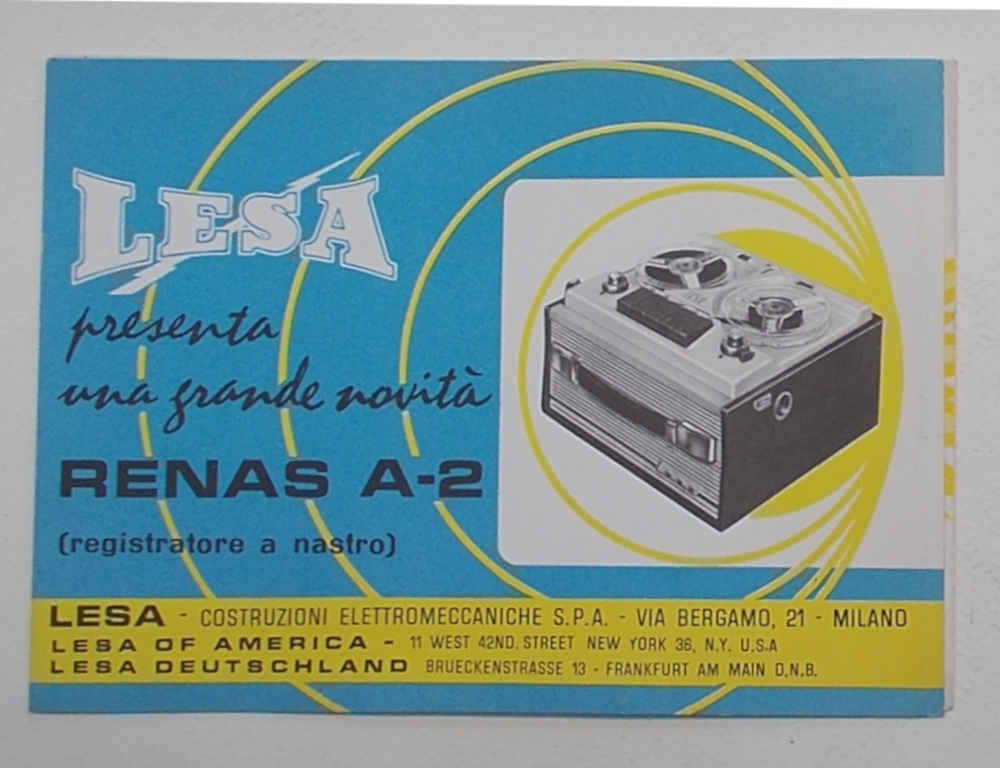 LESA
presenta
una grande novità
RENAS A-2
(registratore a nastro)
LESA - COSTRUZIONI ELETTROMECCANICHE S.P.A. - VIA BERGAMO, 21 - MILANO
LESA OF AMERICA - 11 WEST 42ND. STREET NEW YORK 36, N.Y. U.S.A
LESA DEUTSCHLAND BRUECKENSTRASSE 13 - FRANKFURT AM MAIN D.N.B.